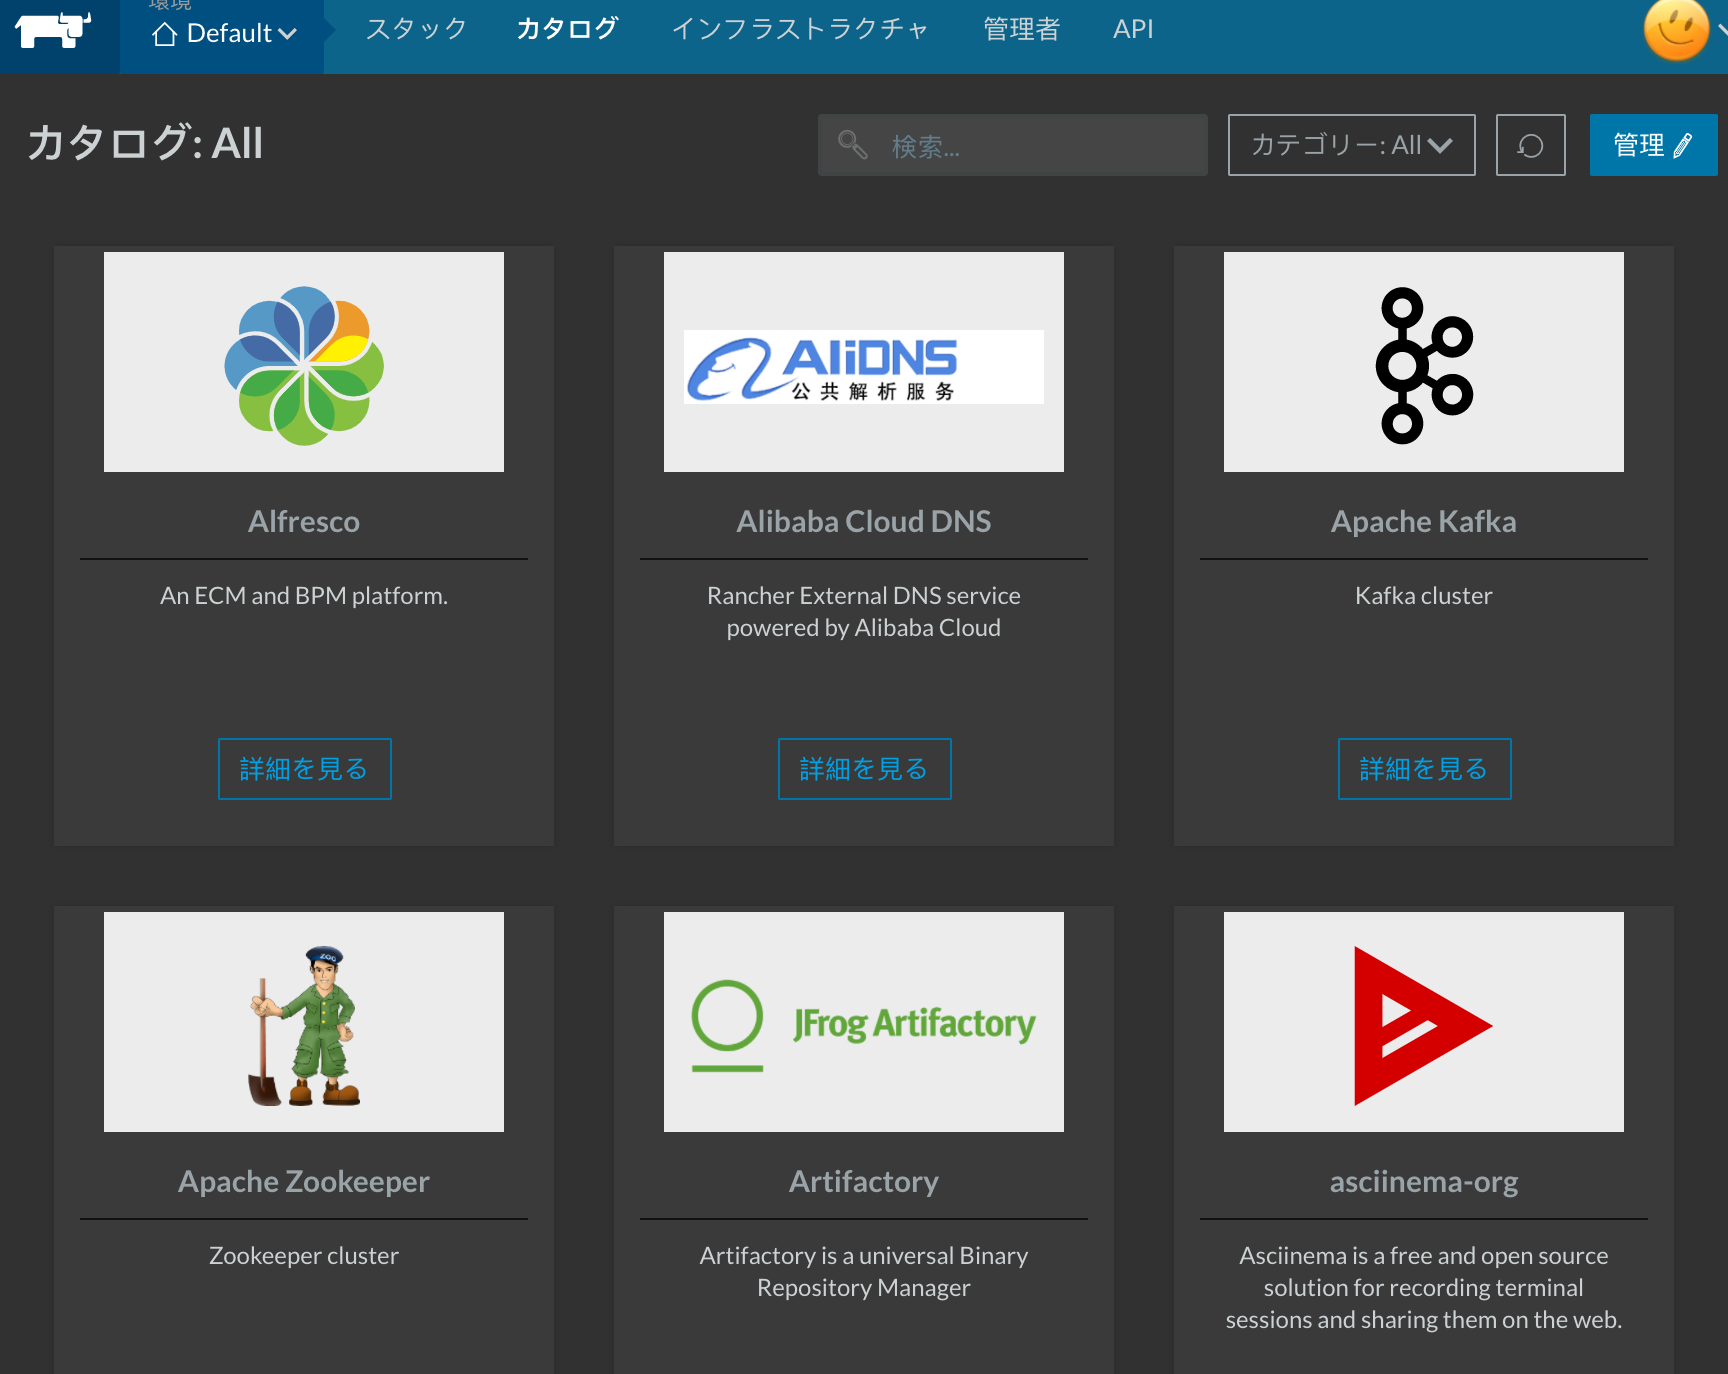 環境
Default
スタック
カタログ
インフラストラクチャ
管理者
API
カタログ: All
検索...
カテゴリー: All
管理
AliDNS
公共解析服务
Alfresco
Alibaba Cloud DNS
Apache Kafka
An ECM and BPM platform.
Rancher External DNS service
powered by Alibaba Cloud
Kafka cluster
詳細を見る
詳細を見る
詳細を見る
ZOO
JFrog Artifactory
Apache Zookeeper
Artifactory
asciinema-org
Zookeeper cluster
Artifactory is a universal Binary
Repository Manager
Asciinema is a free and open source
solution for recording terminal
sessions and sharing them on the web.